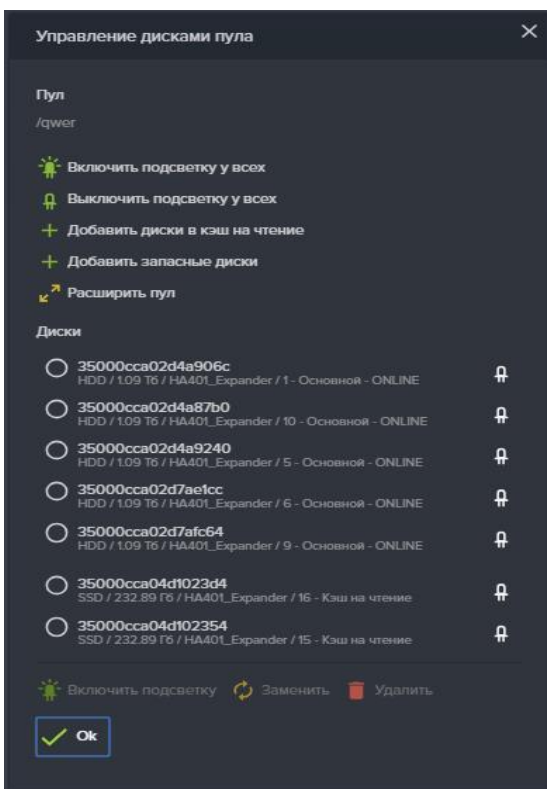 Управление дисками пула
Пул
/qwer
Включить подсветку у всех
Выключить подсветку у всех
Добавить диски в кэш на чтение
Добавить запасные диски
Расширить пул
Диски
35000cca02d4a906c
HDD / 1.09 Тб / HA401_Expander / 1 - Основной - ONLINE
35000cca02d4a87b0
HDD / 1.09 Тб / HA401_Expander / 10 - Основной - ONLINE
35000cca02d4a9240
HDD / 1.09 Тб / HA401_Expander / 5 - Основной - ONLINE
35000cca02d7ae1cc
HDD / 1.09 Тб / HA401_Expander / 6 - Основной - ONLINE
35000cca02d7afc64
HDD / 1.09 Тб / HA401_Expander / 9 - Основной - ONLINE
35000cca04d1023d4
SSD / 232.89 Гб / HA401_Expander / 16 - Кэш на чтение
35000cca04d102354
SSD / 232.89 Гб / HA401_Expander / 15 - Кэш на чтение
Включить подсветку Заменить Удалить
Ok